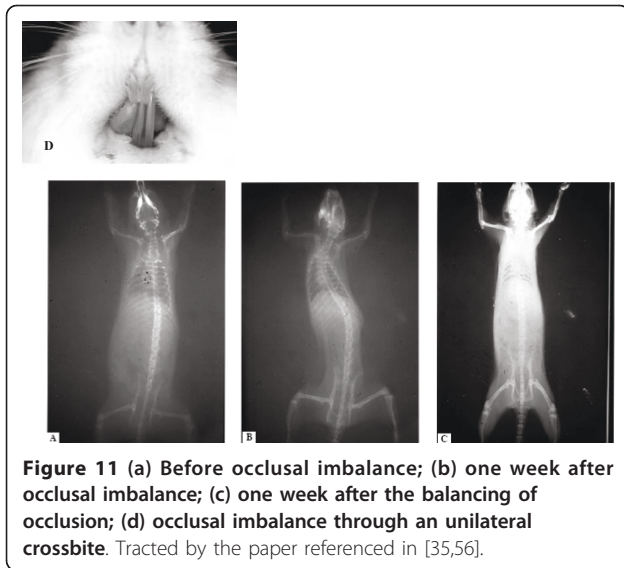 D
A
B
C
Figure 11 (a) Before occlusal imbalance; (b) one week after
occlusal imbalance; (c) one week after the balancing of
occlusion; (d) occlusal imbalance through an unilateral
crossbite. Tracted by the paper referenced in [35,56].